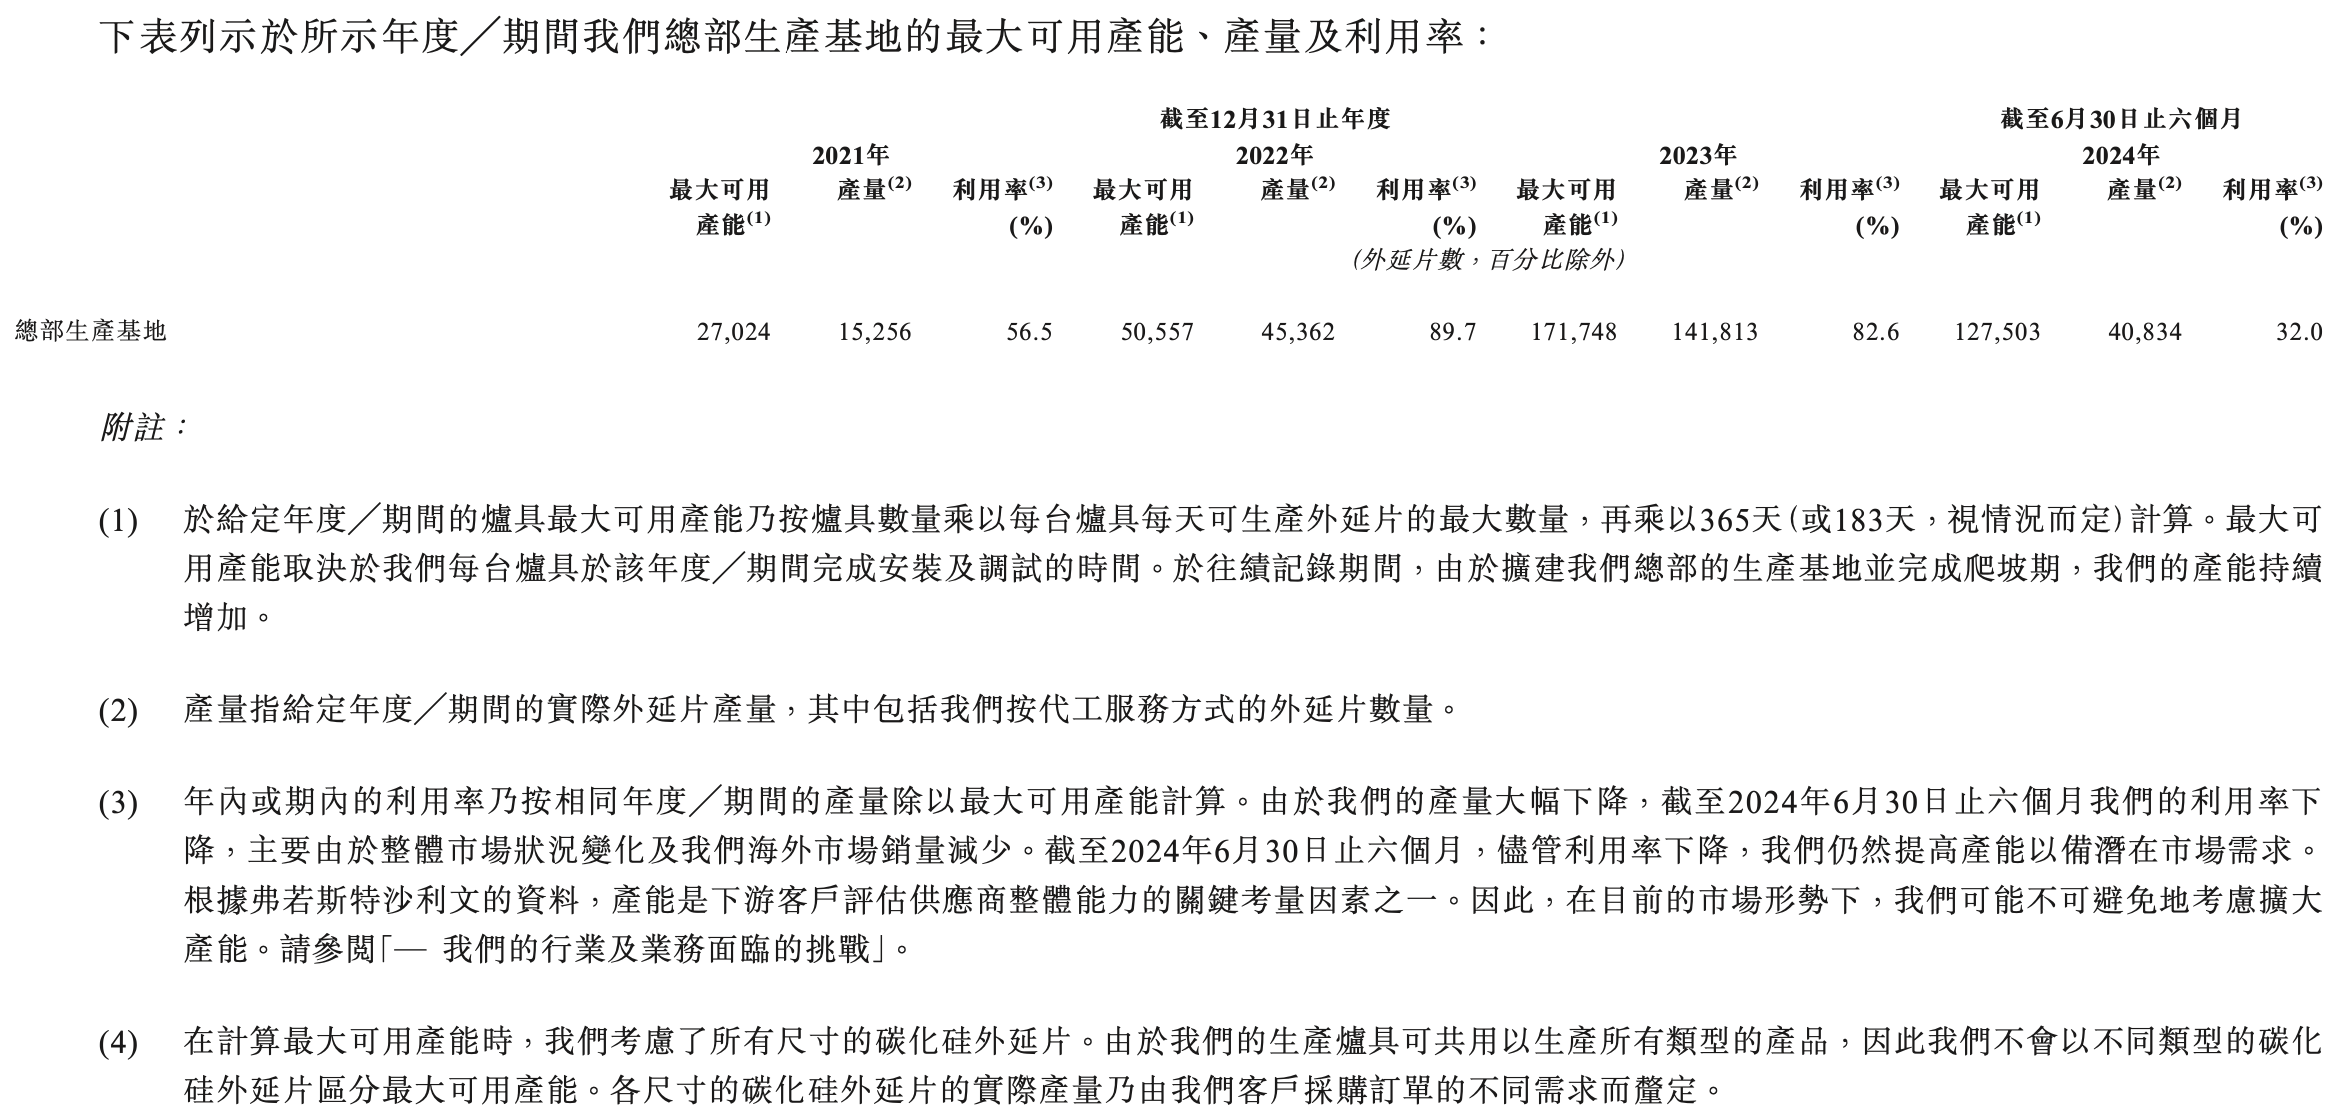 下表列示於所示年度／期間我們總部生產基地的最大可用產能、產量及利用率：
截至12月31日止年度 截至6月30日止六個月
2021年 2022年 2023年 2024年
最大可用 產量(2) 利用率(3) 最大可用 產量(2) 利用率(3) 最大可用 產量(2) 利用率(3) 最大可用 產量(2) 利用率(3)
產能(1) (%) 產能(1) (%) 產能(1) (%) 產能(1) (%)
(外延片數，百分比除外)
總部生產基地 27,024 15,256 56.5 50,557 45,362 89.7 171,748 141,813 82.6 127,503 40,834 32.0
附註：
(1) 於給定年度／期間的爐具最大可用產能乃按爐具數量乘以每台爐具每天可生產外延片的最大數量，再乘以365天(或183天，視情況而定)計算。最大可
用產能取決於我們每台爐具於該年度／期間完成安裝及調試的時間。於往績記錄期間，由於擴建我們總部的生產基地並完成爬坡期，我們的產能持續
增加。
(2) 產量指給定年度／期間的實際外延片產量，其中包括我們按代工服務方式的外延片數量。
(3) 年內或期內的利用率乃按相同年度／期間的產量除以最大可用產能計算。由於我們的產量大幅下降，截至2024年6月30日止六個月我們的利用率下
降，主要由於整體市場狀況變化及我們海外市場銷量減少。截至2024年6月30日止六個月，儘管利用率下降，我們仍然提高產能以備潛在市場需求。
根據弗若斯特沙利文的資料，產能是下游客戶評估供應商整體能力的關鍵考量因素之一。因此，在目前的市場形勢下，我們可能不可避免地考慮擴大
產能。請參閱「— 我們的行業及業務面臨的挑戰」。
(4) 在計算最大可用產能時，我們考慮了所有尺寸的碳化硅外延片。由於我們的生產爐具可共用以生產所有類型的產品，因此我們不會以不同類型的碳化
硅外延片區分最大可用產能。各尺寸的碳化硅外延片的實際產量乃由我們客戶採購訂單的不同需求而釐定。